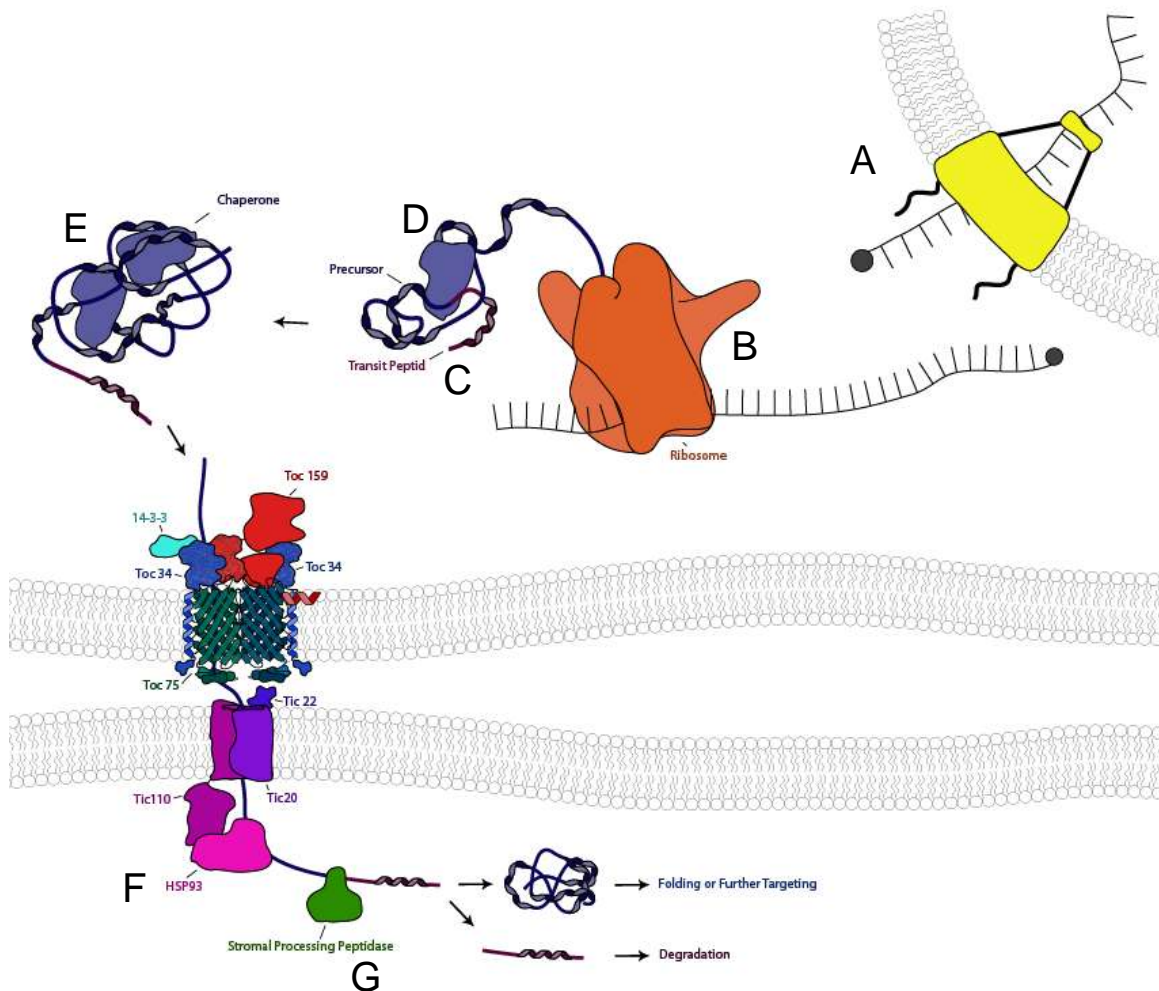 A
E
Chaperone
D
Precursor
B
Transit Peptid
C
Ribosome
Toc 159
14-3-3
Toc 34
Toc 34
Toc 75
Tic 22
Tic110
Tic20
F
HSP93
Folding or Further Targeting
Stromal Processing Peptidase
Degradation
G